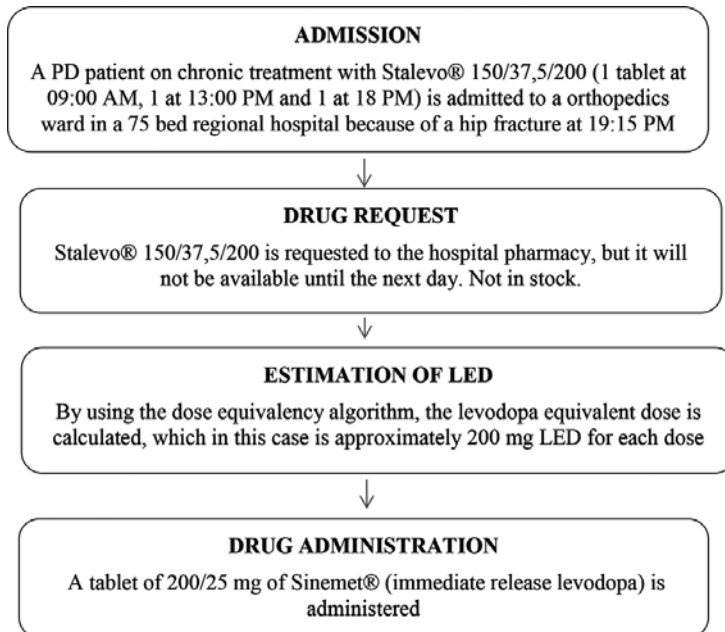 ADMISSION
A PD patient on chronic treatment with Stalevo® 150/37,5/200 (1 tablet at
09:00 AM, 1 at 13:00 PM and 1 at 18 PM) is admitted to a orthopedics
ward in a 75 bed regional hospital because of a hip fracture at 19:15 PM
DRUG REQUEST
Stalevo® 150/37,5/200 is requested to the hospital pharmacy, but it will
not be available until the next day. Not in stock.
ESTIMATION OF LED
By using the dose equivalency algorithm, the levodopa equivalent dose is
calculated, which in this case is approximately 200 mg LED for each dose
DRUG ADMINISTRATION
A tablet of 200/25 mg of Sinemet® (immediate release levodopa) is
administered